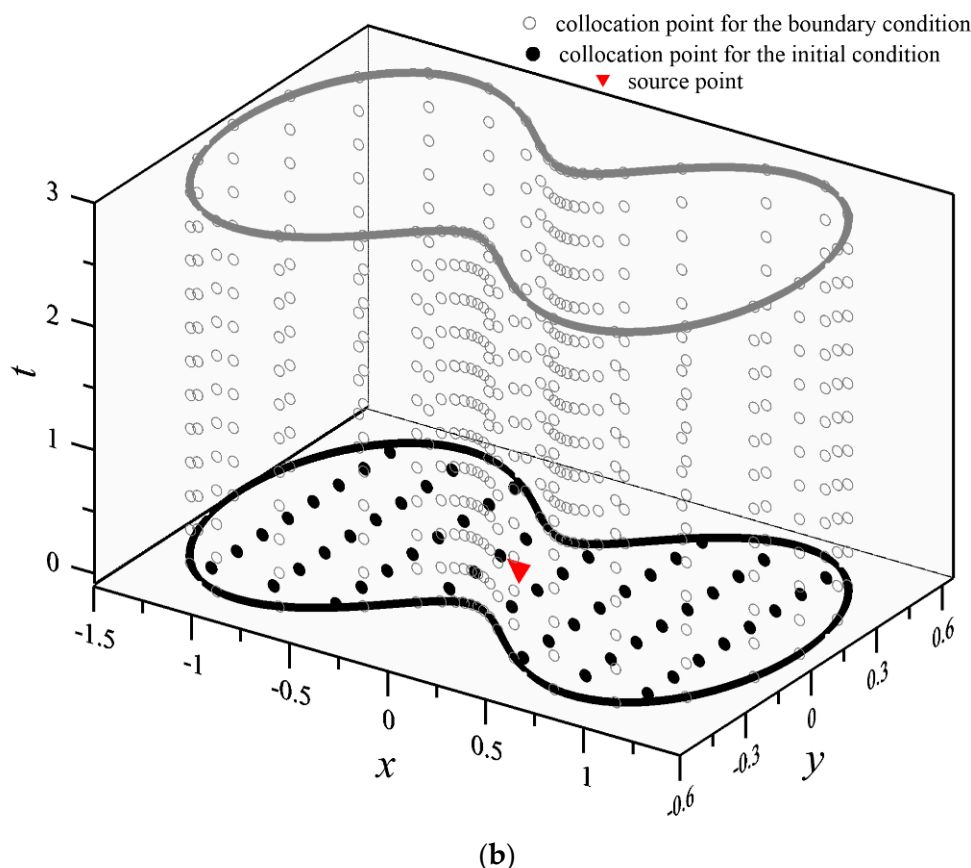 collocation point for the boundary condition
collocation point for the initial condition
source point
3
2
1
0
t
-1.5
-1
-0.5
0
0.5
1
x
-0.6
-0.3
0
0.3
0.6
y
(b)